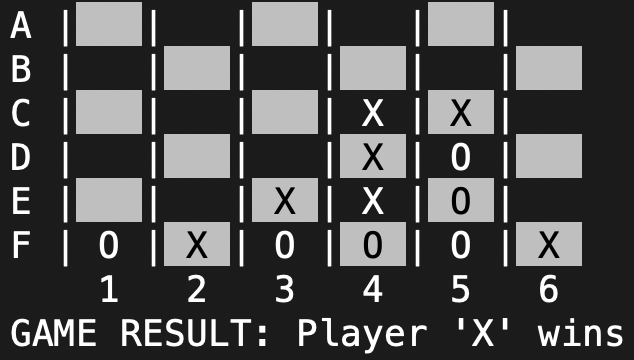 A | | | | | |
B | | | | | |
C | | | | X | X |
D | | | | X | O |
E | | | X | X | O |
F | O | X | O | O | O | X
1 2 3 4 5 6
GAME RESULT: Player 'X' wins